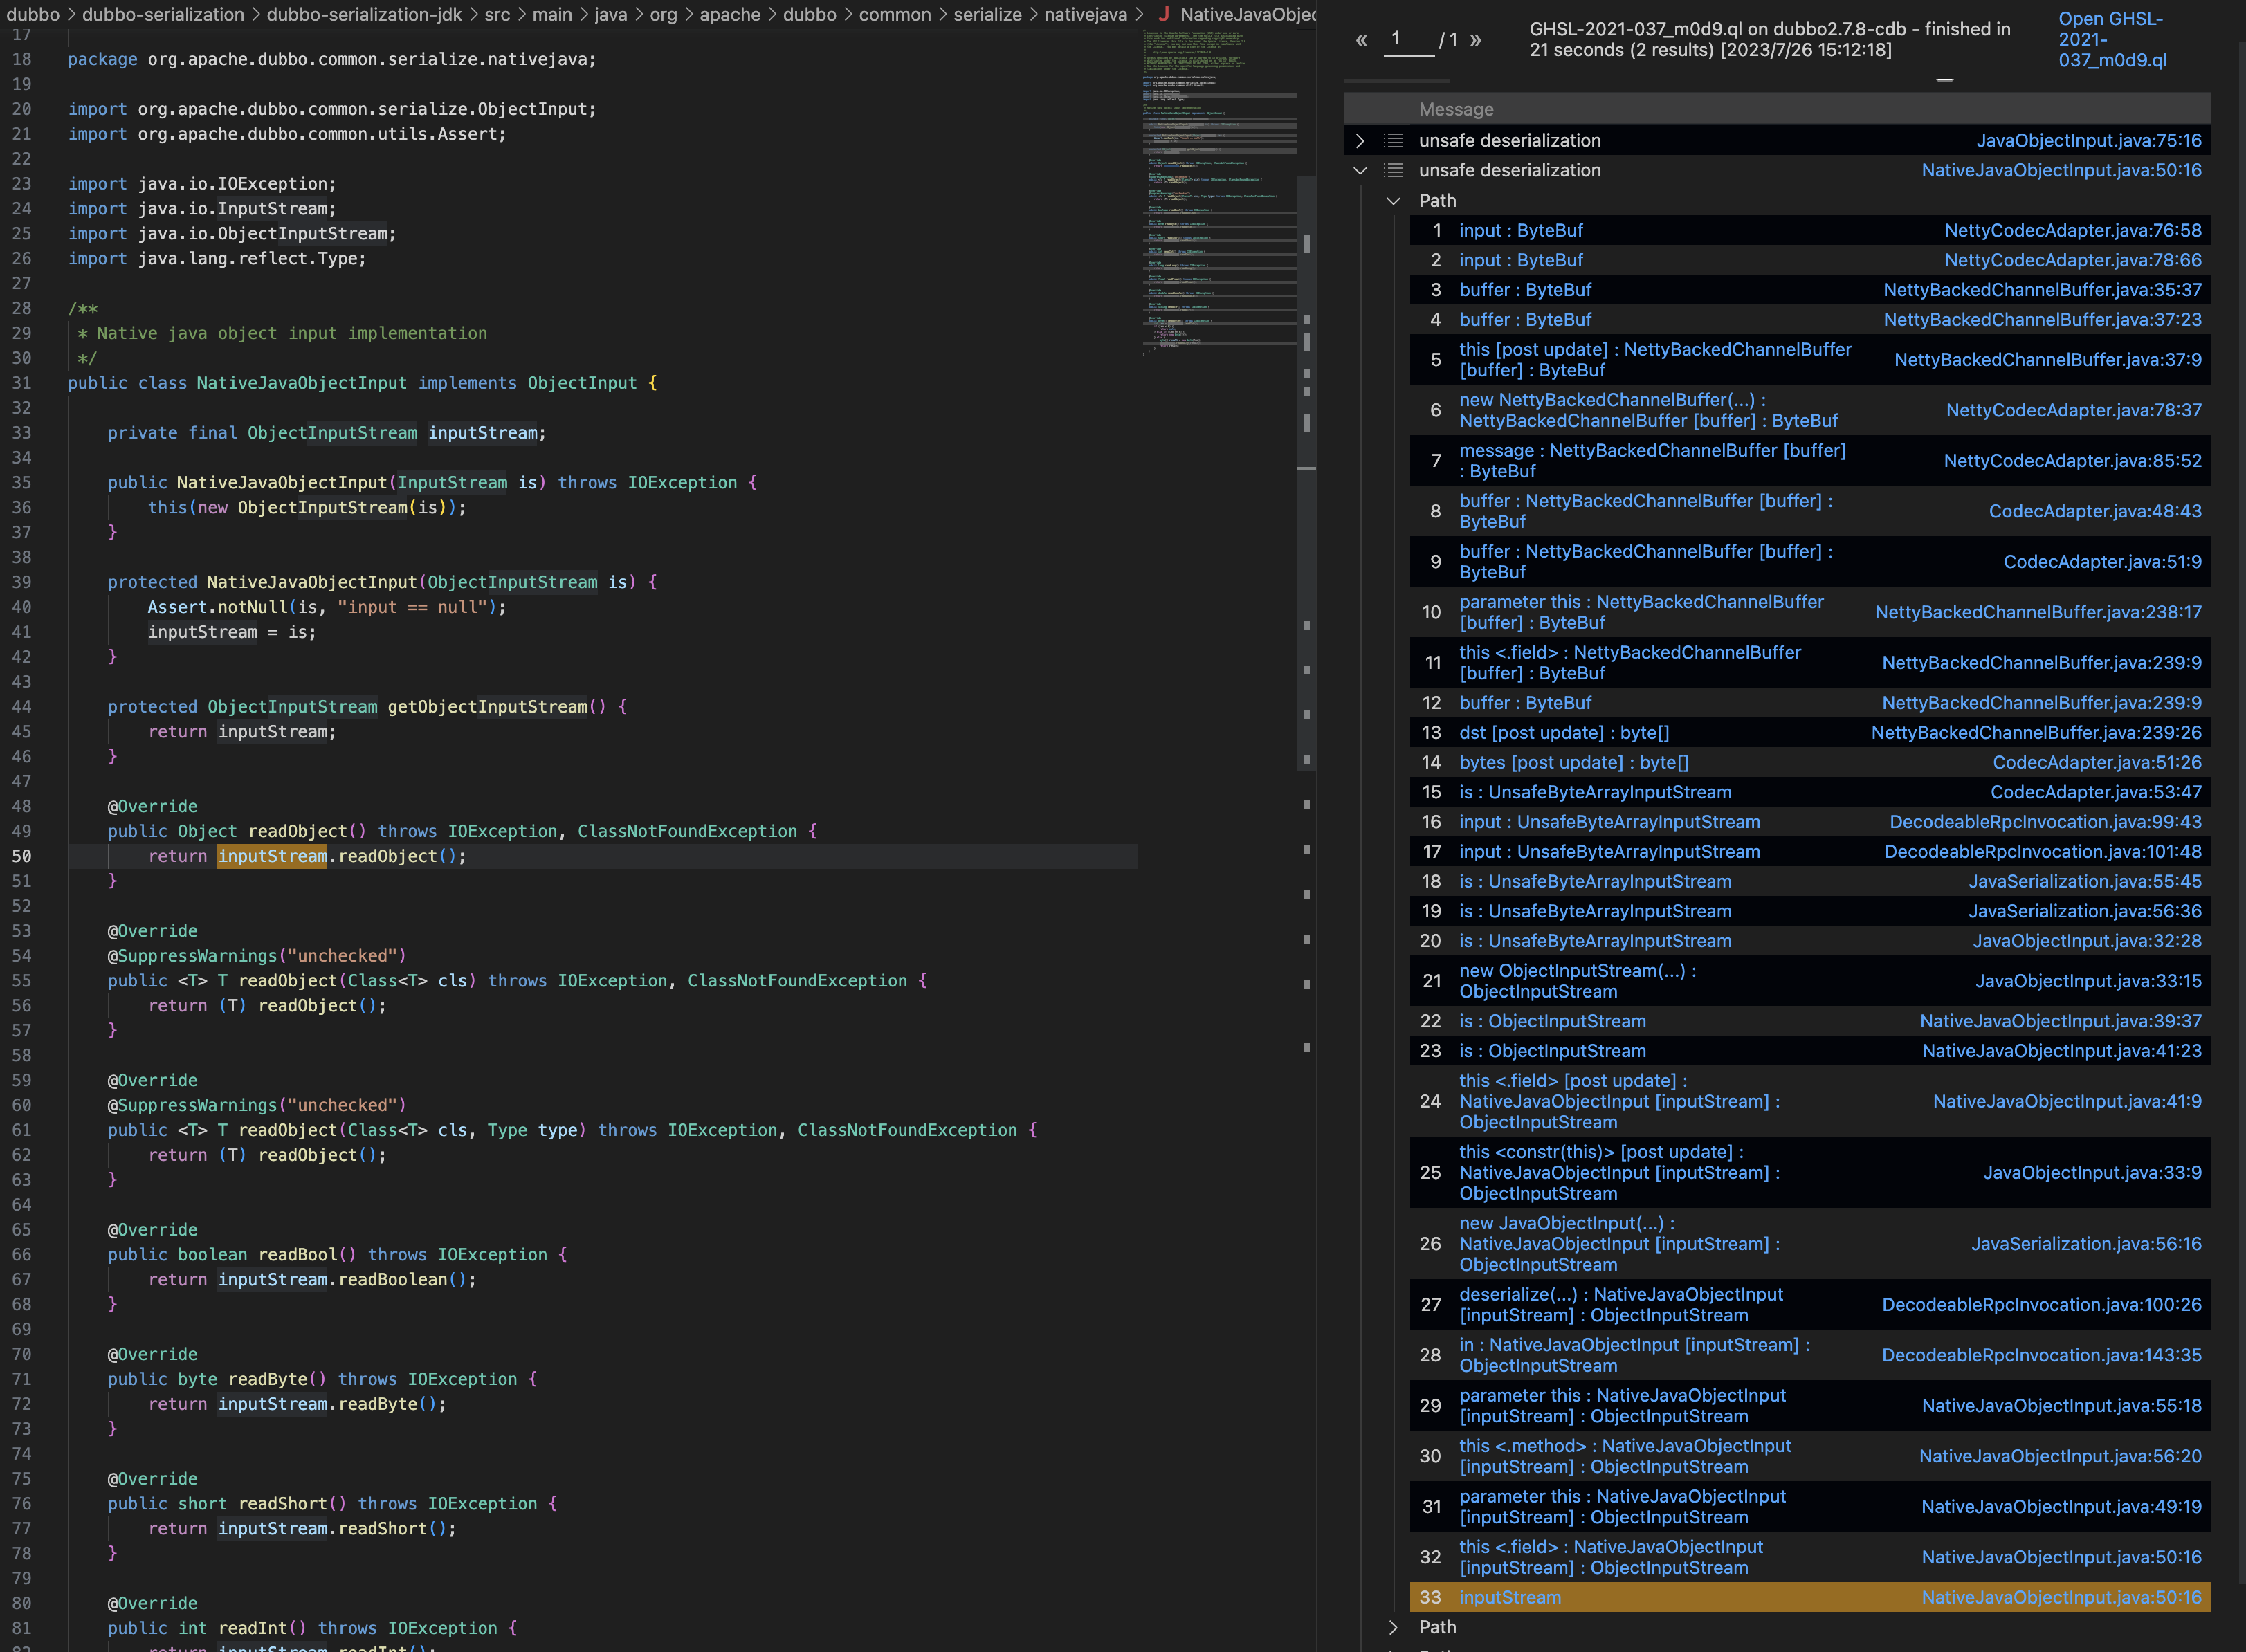 dubbo > dubbo-serialization > dubbo-serialization-jdk > src > main > java > org > apache > dubbo > common > serialize > nativejava > J NativeJavaObjec
17
18 package org.apache.dubbo.common.serialize.nativejava;
19
20 import org.apache.dubbo.common.serialize.ObjectInput;
21 import org.apache.dubbo.common.utils.Assert;
22
23 import java.io.IOException;
24 import java.io.InputStream;
25 import java.io.ObjectInputStream;
26 import java.lang.reflect.Type;
27
28 /**
29 * Native java object input implementation
30 */
31 public class NativeJavaObjectInput implements ObjectInput {
32
33 private final ObjectInputStream inputStream;
34
35 public NativeJavaObjectInput(InputStream is) throws IOException {
36 this(new ObjectInputStream(is));
37 }
38
39 protected NativeJavaObjectInput(ObjectInputStream is) {
40 Assert.notNull(is, "input == null");
41 inputStream = is;
42 }
43
44 protected ObjectInputStream getObjectInputStream() {
45 return inputStream;
46 }
47
48 @Override
49 public Object readObject() throws IOException, ClassNotFoundException {
50 return inputStream.readObject();
51 }
52
53 @Override
54 @SuppressWarnings("unchecked")
55 public <T> T readObject(Class<T> cls) throws IOException, ClassNotFoundException {
56 return (T) readObject();
57 }
58
59 @Override
60 @SuppressWarnings("unchecked")
61 public <T> T readObject(Class<T> cls, Type type) throws IOException, ClassNotFoundException {
62 return (T) readObject();
63 }
64
65 @Override
66 public boolean readBool() throws IOException {
67 return inputStream.readBoolean();
68 }
69
70 @Override
71 public byte readByte() throws IOException {
72 return inputStream.readByte();
73 }
74
75 @Override
76 public short readShort() throws IOException {
77 return inputStream.readShort();
78 }
79
80 @Override
81 public int readInt() throws IOException {
82 return inputStream.readInt();
« 1 / 1 »
GHSL-2021-037_m0d9.ql on dubbo2.7.8-cdb - finished in
21 seconds (2 results) [2023/7/26 15:12:18]
Open GHSL-
2021-
037_m0d9.ql
Message
unsafe deserialization JavaObjectInput.java:75:16
unsafe deserialization NativeJavaObjectInput.java:50:16
Path
1 input : ByteBuf NettyCodecAdapter.java:76:58
2 input : ByteBuf NettyCodecAdapter.java:78:66
3 buffer : ByteBuf NettyBackedChannelBuffer.java:35:37
4 buffer : ByteBuf NettyBackedChannelBuffer.java:37:23
5 this [post update] : NettyBackedChannelBuffer
[buffer] : ByteBuf NettyBackedChannelBuffer.java:37:9
6 new NettyBackedChannelBuffer(...) :
NettyBackedChannelBuffer [buffer] : ByteBuf NettyCodecAdapter.java:78:37
7 message : NettyBackedChannelBuffer [buffer]
: ByteBuf NettyCodecAdapter.java:85:52
8 buffer : NettyBackedChannelBuffer [buffer] :
ByteBuf CodecAdapter.java:48:43
9 buffer : NettyBackedChannelBuffer [buffer] :
ByteBuf CodecAdapter.java:51:9
10 parameter this : NettyBackedChannelBuffer
[buffer] : ByteBuf NettyBackedChannelBuffer.java:238:17
11 this <.field> : NettyBackedChannelBuffer
[buffer] : ByteBuf NettyBackedChannelBuffer.java:239:9
12 buffer : ByteBuf NettyBackedChannelBuffer.java:239:9
13 dst [post update] : byte[] NettyBackedChannelBuffer.java:239:26
14 bytes [post update] : byte[] CodecAdapter.java:51:26
15 is : UnsafeByteArrayInputStream CodecAdapter.java:53:47
16 input : UnsafeByteArrayInputStream DecodeableRpcInvocation.java:99:43
17 input : UnsafeByteArrayInputStream DecodeableRpcInvocation.java:101:48
18 is : UnsafeByteArrayInputStream JavaSerialization.java:55:45
19 is : UnsafeByteArrayInputStream JavaSerialization.java:56:36
20 is : UnsafeByteArrayInputStream JavaObjectInput.java:32:28
21 new ObjectInputStream(...) :
ObjectInputStream JavaObjectInput.java:33:15
22 is : ObjectInputStream NativeJavaObjectInput.java:39:37
23 is : ObjectInputStream NativeJavaObjectInput.java:41:23
24 this <.field> [post update] :
NativeJavaObjectInput [inputStream] :
ObjectInputStream NativeJavaObjectInput.java:41:9
25 this <constr(this)> [post update] :
NativeJavaObjectInput [inputStream] :
ObjectInputStream JavaObjectInput.java:33:9
26 new JavaObjectInput(...) :
NativeJavaObjectInput [inputStream] :
ObjectInputStream JavaSerialization.java:56:16
27 deserialize(...) : NativeJavaObjectInput
[inputStream] : ObjectInputStream DecodeableRpcInvocation.java:100:26
28 in : NativeJavaObjectInput [inputStream] :
ObjectInputStream DecodeableRpcInvocation.java:143:35
29 parameter this : NativeJavaObjectInput
[inputStream] : ObjectInputStream NativeJavaObjectInput.java:55:18
30 this <.method> : NativeJavaObjectInput
[inputStream] : ObjectInputStream NativeJavaObjectInput.java:56:20
31 parameter this : NativeJavaObjectInput
[inputStream] : ObjectInputStream NativeJavaObjectInput.java:49:19
32 this <.field> : NativeJavaObjectInput
[inputStream] : ObjectInputStream NativeJavaObjectInput.java:50:16
33 inputStream NativeJavaObjectInput.java:50:16
Path